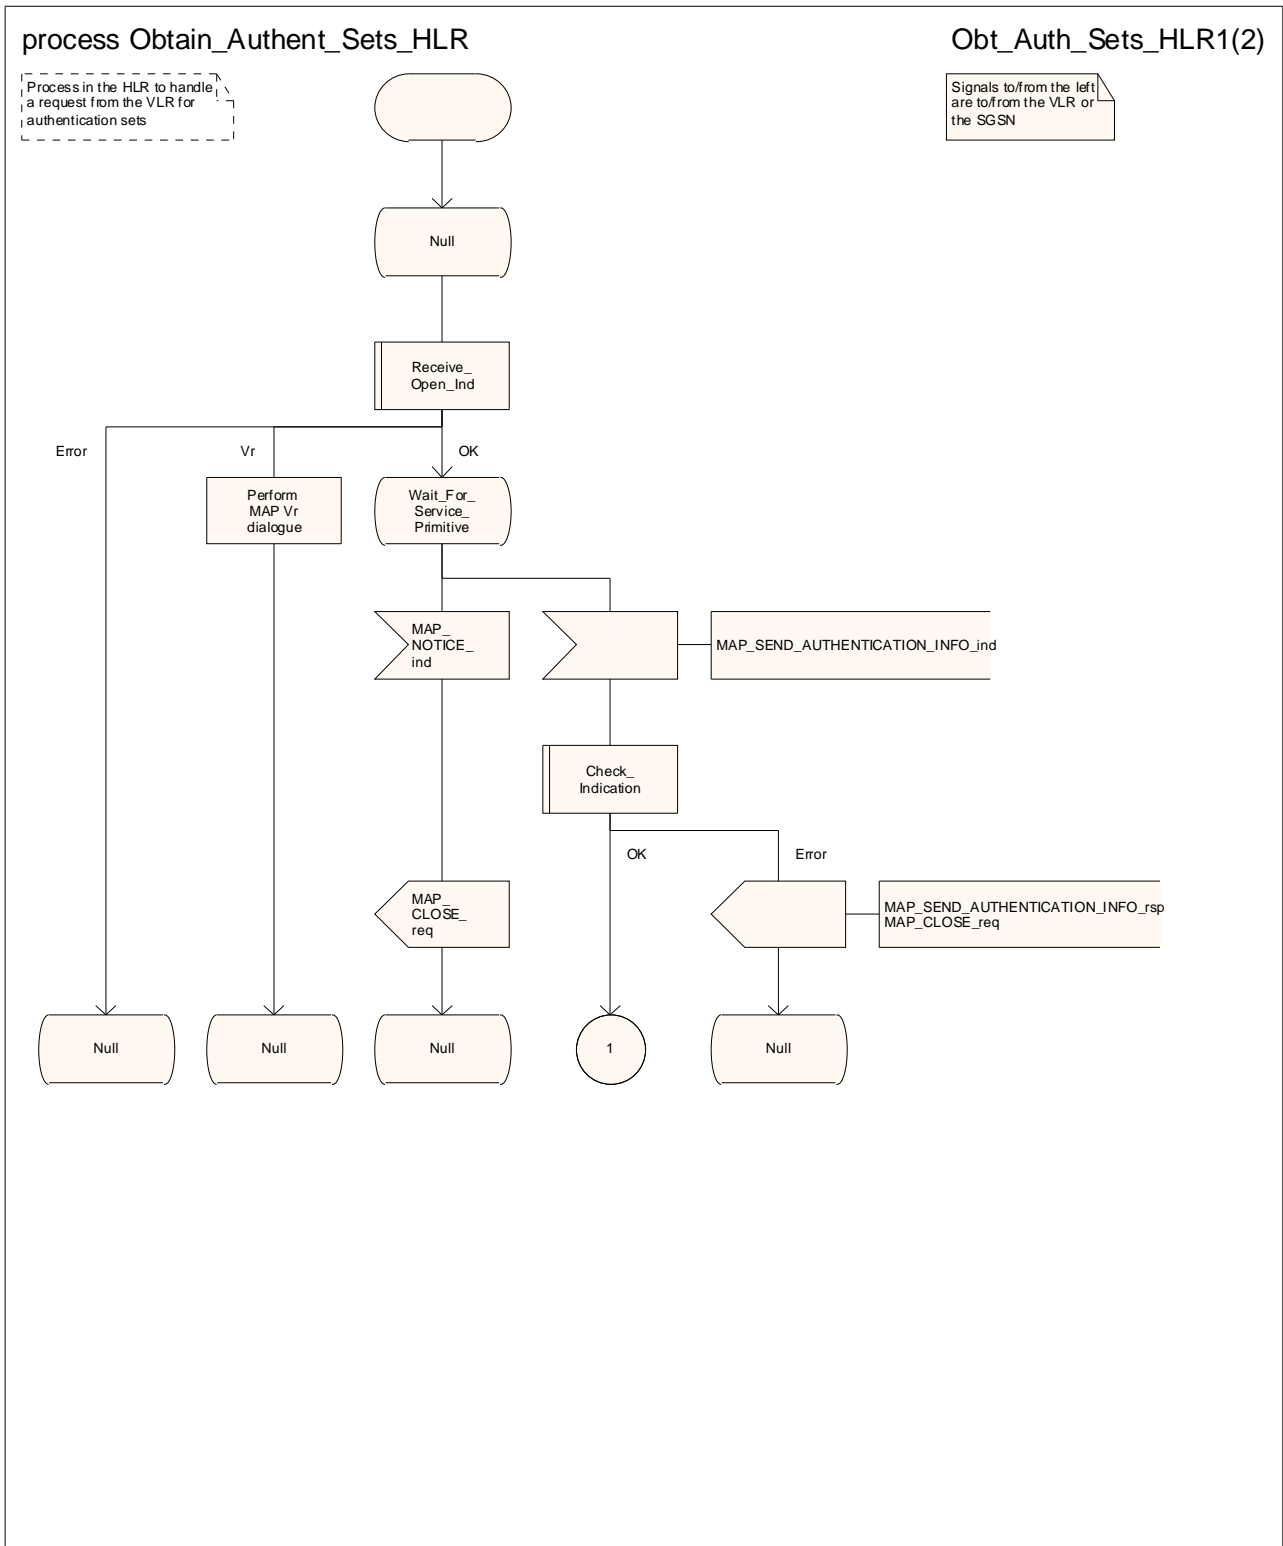 process Obtain_Authent_Sets_HLR
Obt_Auth_Sets_HLR1(2)
Process in the HLR to handle
a request from the VLR for
authentication sets
Signals to/from the left
are to/from the VLR or
the SGSN
Null
Receive_
Open_Ind
Error
Vr
OK
Perform
MAP Vr
dialogue
Wait_For_
Service_
Primitive
MAP_
NOTICE_
ind
MAP_SEND_AUTHENTICATION_INFO_ind
Check_
Indication
OK
Error
MAP_
CLOSE_
req
MAP_SEND_AUTHENTICATION_INFO_rsp
MAP_CLOSE_req
Null
Null
Null
1
Null